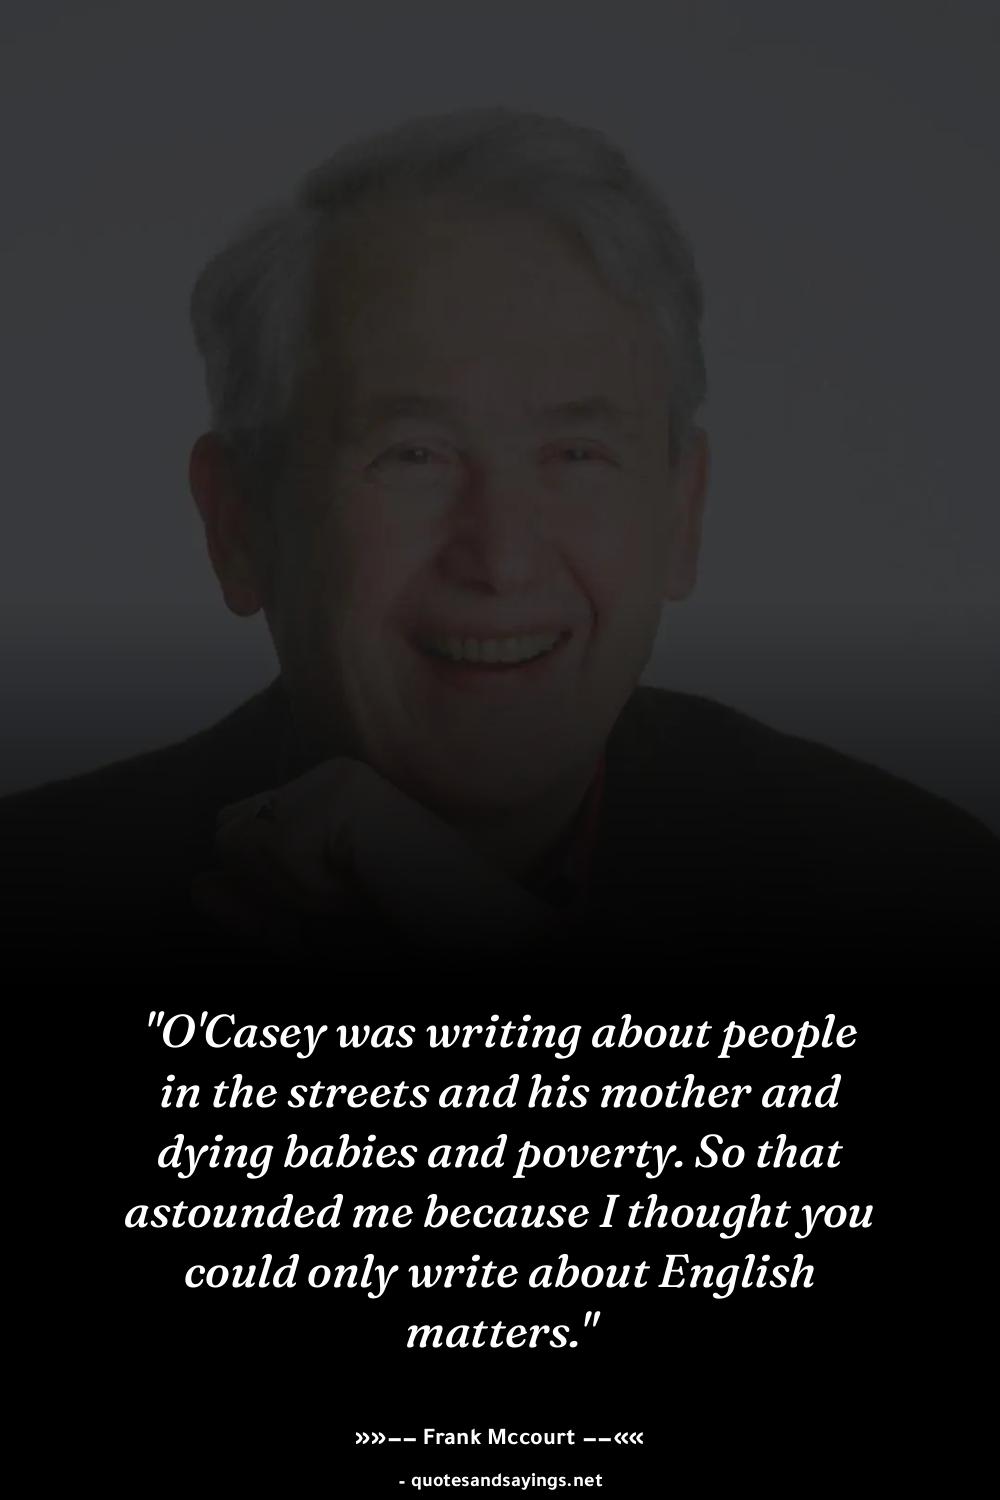 "O'Casey was writing about people
in the streets and his mother and
dying babies and poverty. So that
astounded me because I thought you
could only write about English
matters."
»»−− Frank Mccourt −−««
- quotesandsayings.net